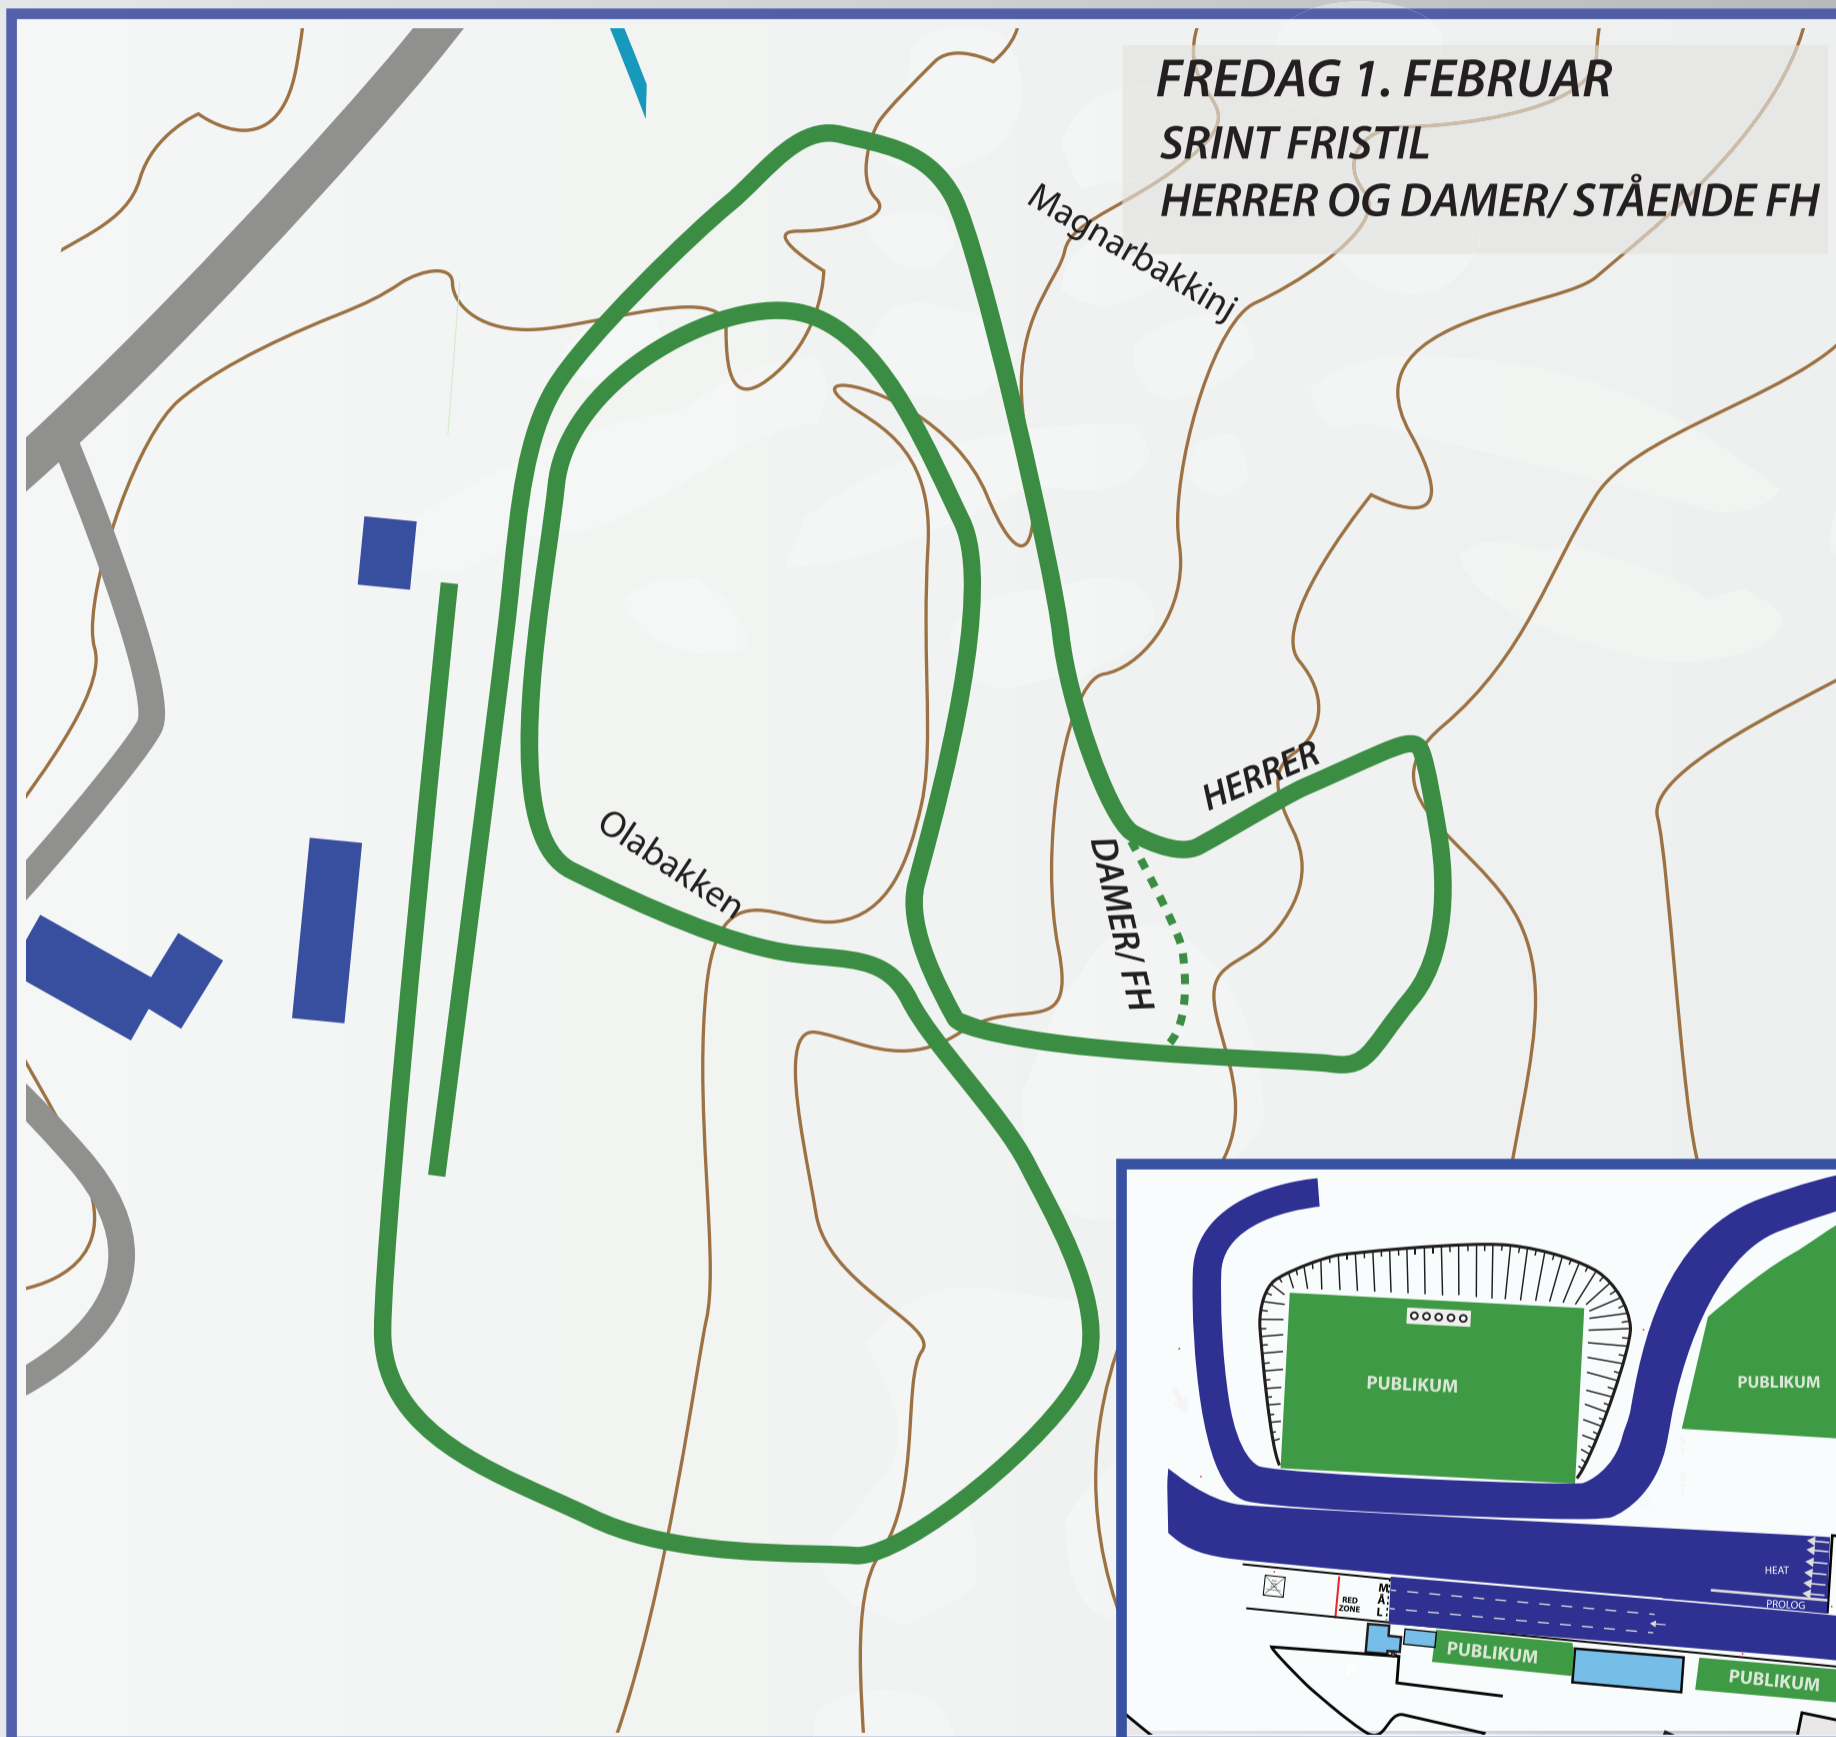 FREDAG 1. FEBRUAR
SRINT FRISTIL
HERRER OG DAMER/ STÅENDE FH
Magnarbakkinj
HERRER
Olabakken
DAMER/ FH
PUBLIKUM
PUBLIKUM
HEAT
PROLOG
RED
ZONE
MÅL
PUBLIKUM
PUBLIKUM